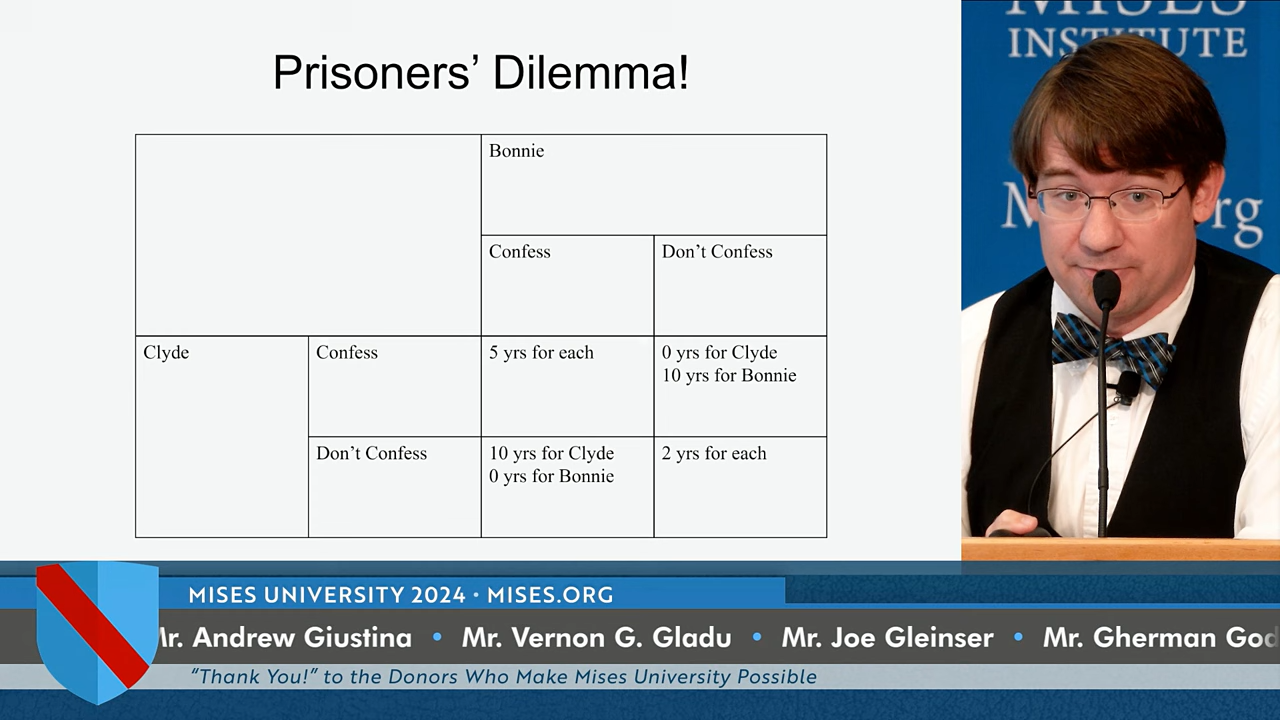 Prisoners' Dilemma!
Bonnie
Confess
Don't Confess
Clyde
Confess
5 yrs for each
0 yrs for Clyde
10 yrs for Bonnie
Don't Confess
10 yrs for Clyde
0 yrs for Bonnie
2 yrs for each
MISES
INSTITUTE
rg
MISES UNIVERSITY 2024 • MISES.ORG
Mr. Andrew Giustina • Mr. Vernon G. Gladu • Mr. Joe Gleinser • Mr. Gherman God
"Thank You!" to the Donors Who Make Mises University Possible